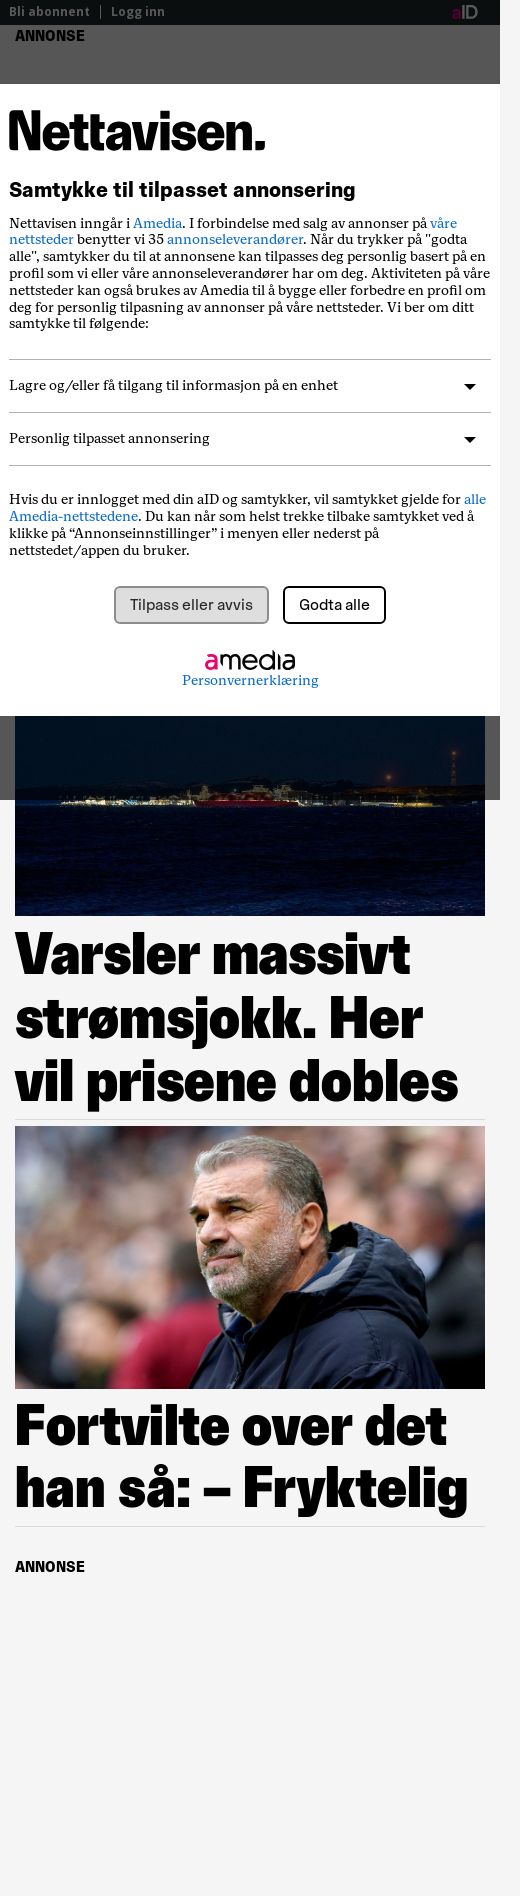 Bli abonnent | Logg inn aID
ANNONSE
Nettavisen.
Samtykke til tilpasset annonsering
Nettavisen inngår i Amedia. I forbindelse med salg av annonser på våre
nettsteder benytter vi 35 annonseleverandører. Når du trykker på "godta
alle", samtykker du til at annonsene kan tilpasses deg personlig basert på en
profil som vi eller våre annonseleverandører har om deg. Aktiviteten på våre
nettsteder kan også brukes av Amedia til å bygge eller forbedre en profil om
deg for personlig tilpasning av annonser på våre nettsteder. Vi ber om ditt
samtykke til følgende:
Lagre og/eller få tilgang til informasjon på en enhet
Personlig tilpasset annonsering
Hvis du er innlogget med din aID og samtykker, vil samtykket gjelde for alle
Amedia-nettstedene. Du kan når som helst trekke tilbake samtykket ved å
klikke på “Annonseinnstillinger” i menyen eller nederst på
nettstedet/appen du bruker.
Tilpass eller avvis Godta alle
amedia
Personvernerklæring
Varsler massivt
strømsjokk. Her
vil prisene dobles
Fortvilte over det
han så: – Fryktelig
ANNONSE